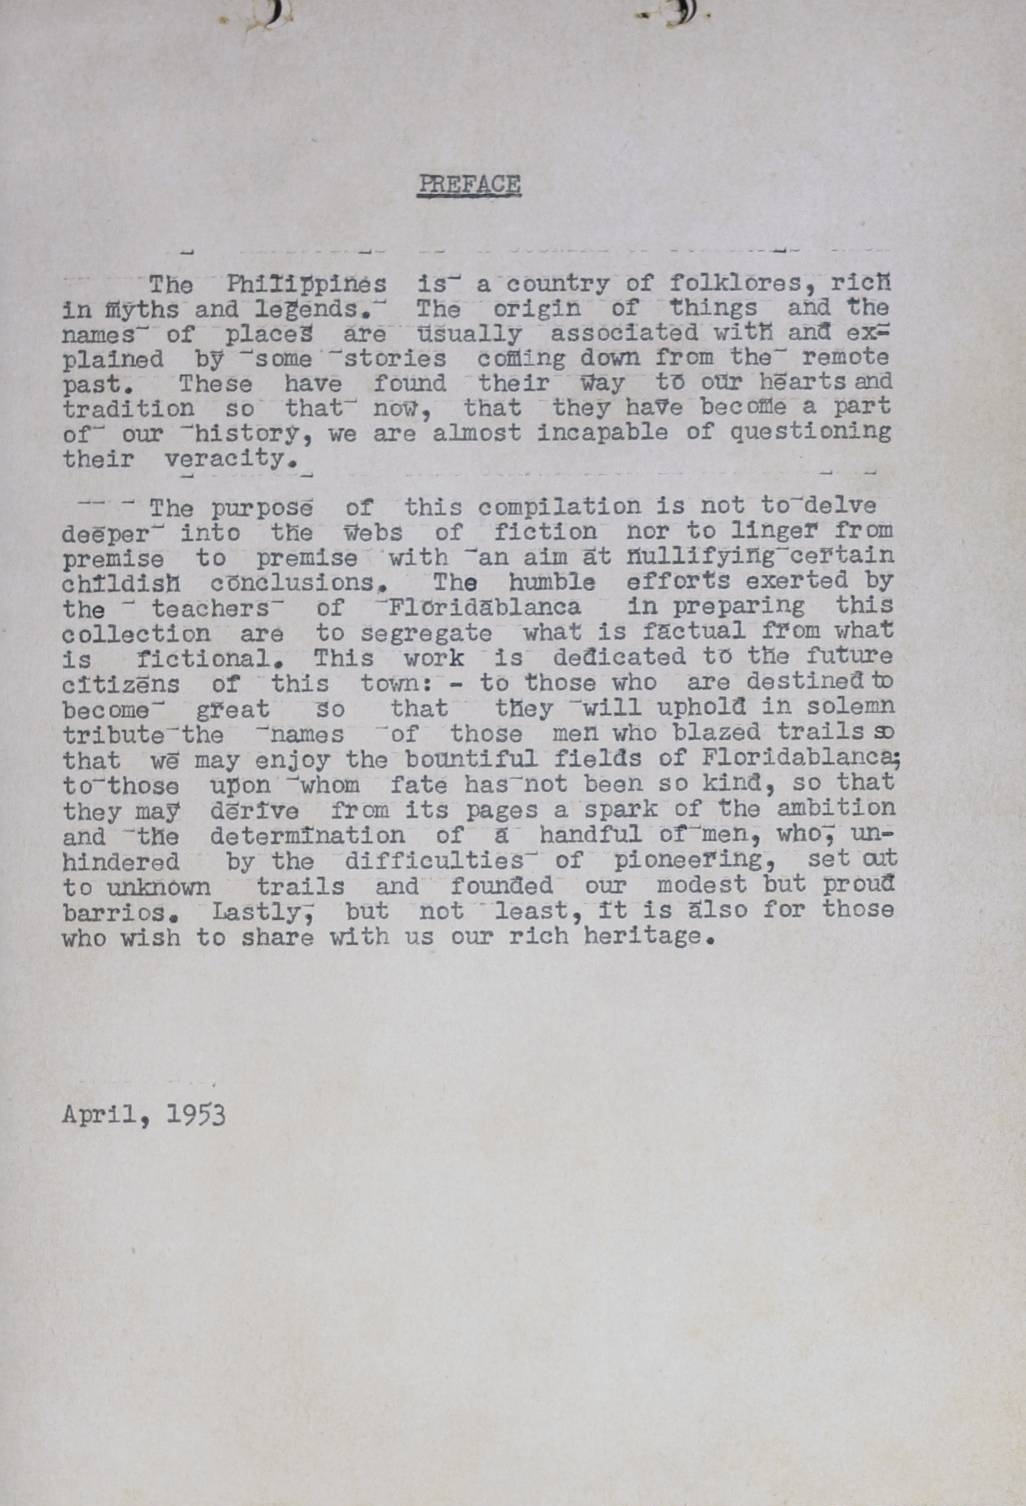 PREFACE
The Philippines is a country of folklores, rich
in myths and legends. The origin of things and the
names of places are usually associated with and ex-
plained by some stories coming down from the remote
past. These have found their way to our hearts and
tradition so that now, that they have become a part
of our history, we are almost incapable of questioning
their veracity.
The purpose of this compilation is not to delve
deeper into the webs of fiction nor to linger from
premise to premise with an aim at nullifying certain
childish conclusions. The humble efforts exerted by
the teachers of Floridablanca in preparing this
collection are to segregate what is factual from what
is fictional. This work is dedicated to the future
citizens of this town: - to those who are destined to
become great so that they will uphold in solemn
tribute the names of those men who blazed trails so
that we may enjoy the bountiful fields of Floridablanca;
to those upon whom fate has not been so kind, so that
they may derive from its pages a spark of the ambition
and the determination of a handful of men, who, un-
hindered by the difficulties of pioneering, set out
to unknown trails and founded our modest but proud
barrios. Lastly, but not least, it is also for those
who wish to share with us our rich heritage.
April, 1953